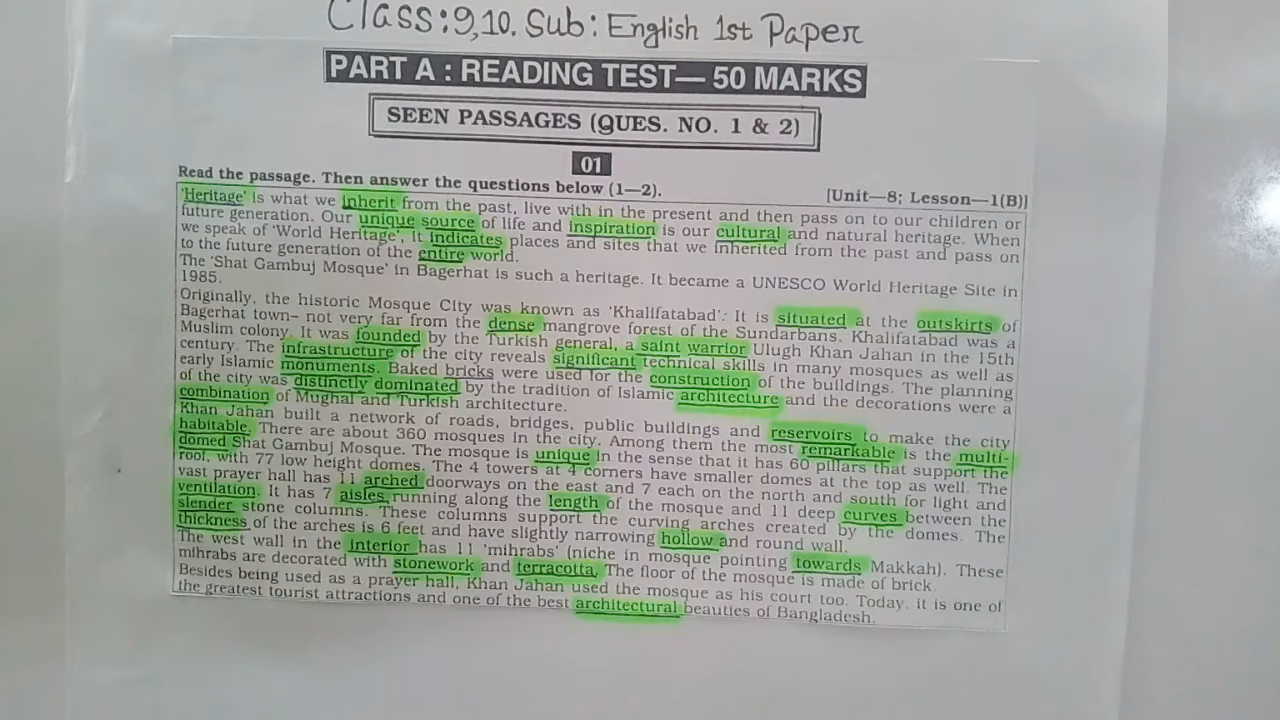 Class:9,10. Sub: English 1st Paper
PART A : READING TEST— 50 MARKS
SEEN PASSAGES (QUES. NO. 1 & 2)
01
Read the passage. Then answer the questions below (1—2).
[Unit—8; Lesson—1(B)]
'Heritage' is what we inherit from the past, live with in the present and then pass on to our children or
future generation. Our unique source of life and inspiration is our cultural and natural heritage. When
we speak of 'World Heritage', it indicates places and sites that we inherited from the past and pass on
to the future generation of the entire world.
The 'Shat Gambuj Mosque' in Bagerhat is such a heritage. It became a UNESCO World Heritage Site in
1985.
Originally, the historic Mosque City was known as 'Khalifatabad'. It is situated at the outskirts of
Bagerhat town– not very far from the dense mangrove forest of the Sundarbans. Khalifatabad was a
Muslim colony. It was founded by the Turkish general, a saint warrior Ulugh Khan Jahan in the 15th
century. The infrastructure of the city reveals significant technical skills in many mosques as well as
early Islamic monuments. Baked bricks were used for the construction of the buildings. The planning
of the city was distinctly dominated by the tradition of Islamic architecture and the decorations were a
combination of Mughal and Turkish architecture.
Khan Jahan built a network of roads, bridges, public buildings and reservoirs to make the city
habitable. There are about 360 mosques in the city. Among them the most remarkable is the multi-
domed Shat Gambuj Mosque. The mosque is unique in the sense that it has 60 pillars that support the
roof, with 77 low height domes. The 4 towers at 4 corners have smaller domes at the top as well. The
vast prayer hall has 11 arched doorways on the east and 7 each on the north and south for light and
ventilation. It has 7 aisles running along the length of the mosque and 11 deep curves between the
slender stone columns. These columns support the curving arches created by the domes. The
thickness of the arches is 6 feet and have slightly narrowing hollow and round wall.
The west wall in the interior has 11 'mihrabs' (niche in mosque pointing towards Makkah). These
mihrabs are decorated with stonework and terracotta. The floor of the mosque is made of brick.
Besides being used as a prayer hall, Khan Jahan used the mosque as his court too. Today, it is one of
the greatest tourist attractions and one of the best architectural beauties of Bangladesh.